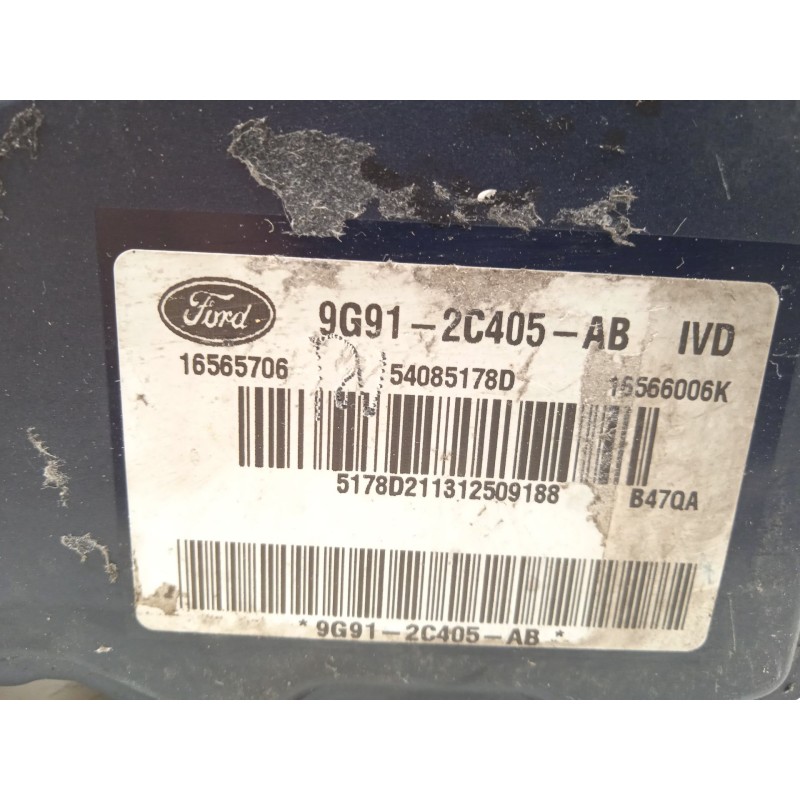 Ford 9G91-2C405-AB IVD
16565706 54085178D 16566006K
5178D211312509188 B47QA
* 9G91-2C405-AB *